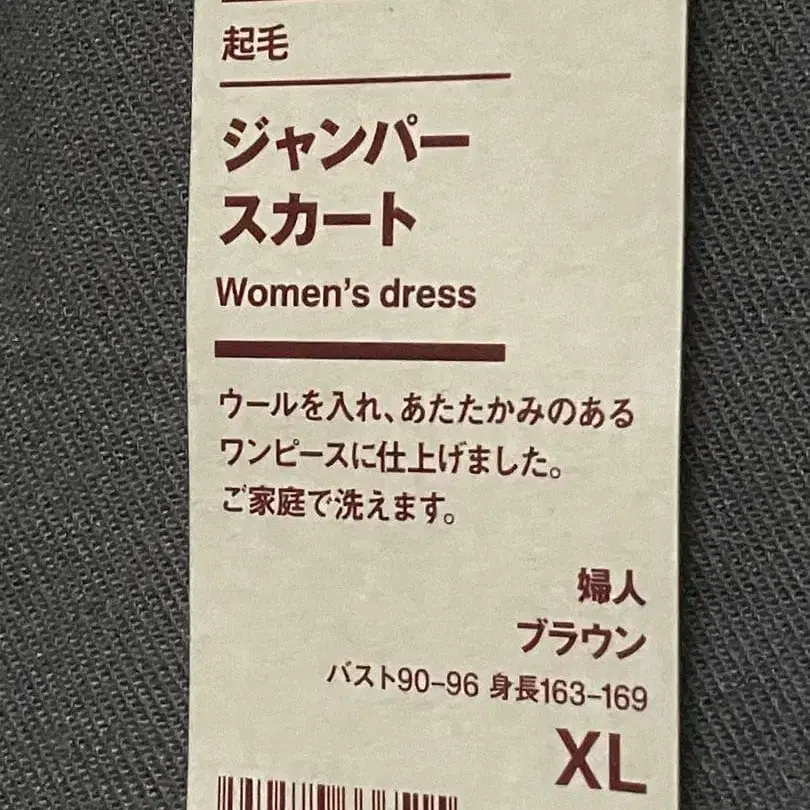 起毛
ジャンパー
スカート
Women's dress
ウールを入れ、あたたかみのある
ワンピースに仕上げました。
ご家庭で洗えます。
婦人
ブラウン
バスト90-96 身長163-169
XL